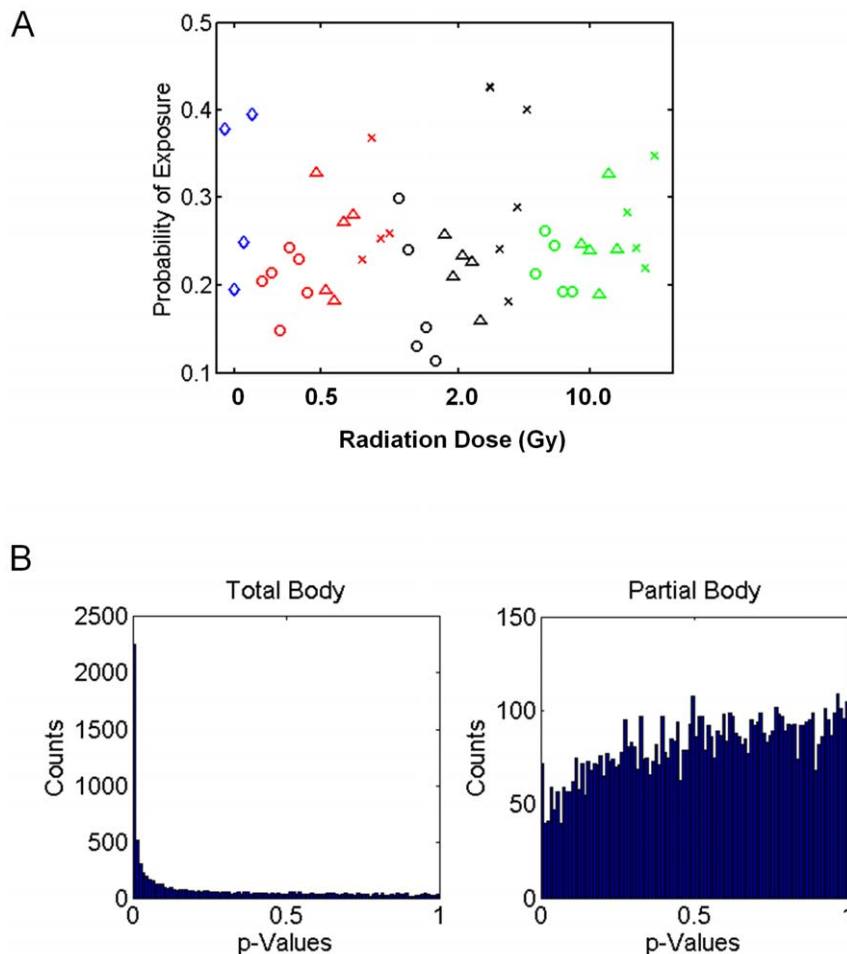 A
0.5
0.4
0.3
0.2
0.1
Probability of Exposure
0 0.5 2.0 10.0
Radiation Dose (Gy)
B
Total Body
2500
2000
1500
1000
500
0
Counts
0 0.5 1
p-Values
Partial Body
150
100
50
0
Counts
0 0.5 1
p-Values